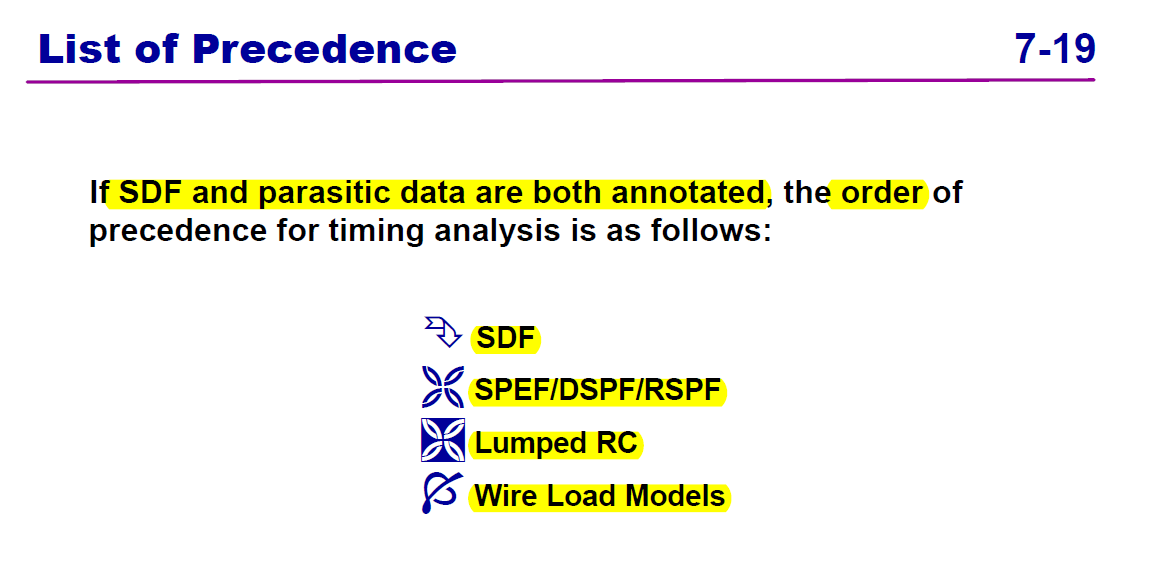 List of Precedence 7-19
If SDF and parasitic data are both annotated, the order of
precedence for timing analysis is as follows:
SDF
SPEF/DSPF/RSPF
Lumped RC
Wire Load Models